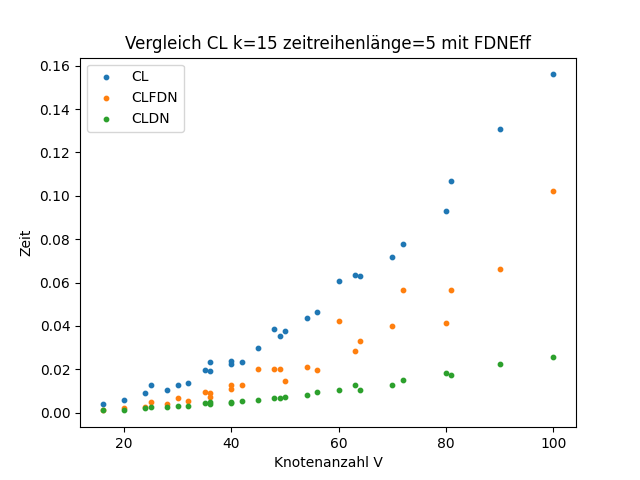 Vergleich CL k=15 zeitreihenlänge=5 mit FDNEff
CL
CLFDN
CLDN
0.16
0.14
0.12
0.10
0.08
0.06
0.04
0.02
0.00
Zeit
20 40 60 80 100
Knotenanzahl V